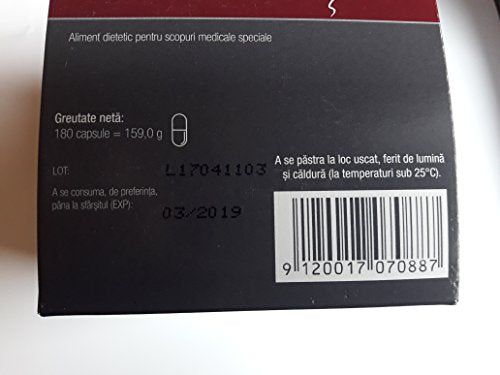 Aliment dietetic pentru scopuri medicale speciale
Greutate netă:
180 capsule = 159,0 g
LOT:
L17041103
A se consuma, de preferința,
pâna la sfârșitul (EXP):
03/2019
A se păstra la loc uscat, ferit de lumină
și căldură (la temperaturi sub 25°C).
9 120017 070887